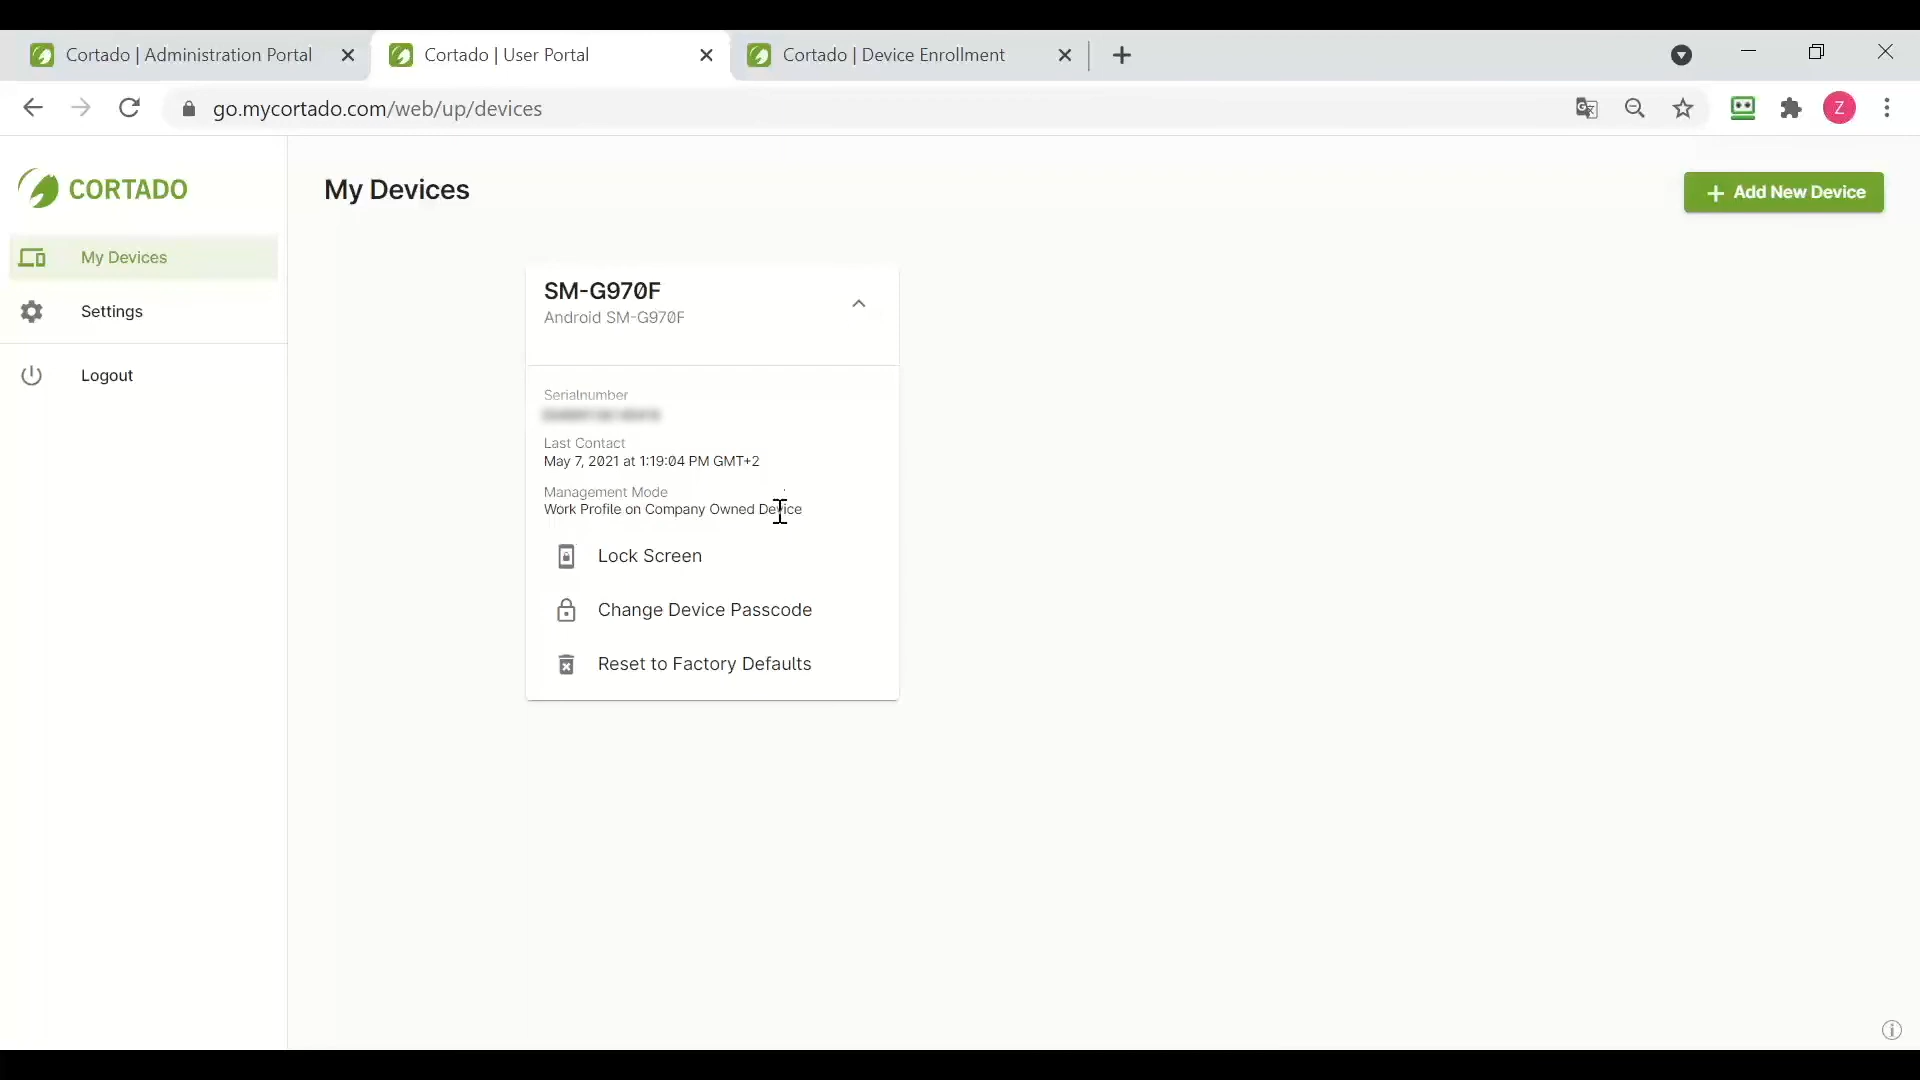 Cortado | Administration Portal
Cortado | User Portal
Cortado | Device Enrollment
go.mycortado.com/web/up/devices
Z
CORTADO
My Devices
Add New Device
My Devices
Settings
Logout
SM-G970F
Android SM-G970F
Serialnumber
Last Contact
May 7, 2021 at 1:19:04 PM GMT+2
Management Mode
Work Profile on Company Owned Device
Lock Screen
Change Device Passcode
Reset to Factory Defaults